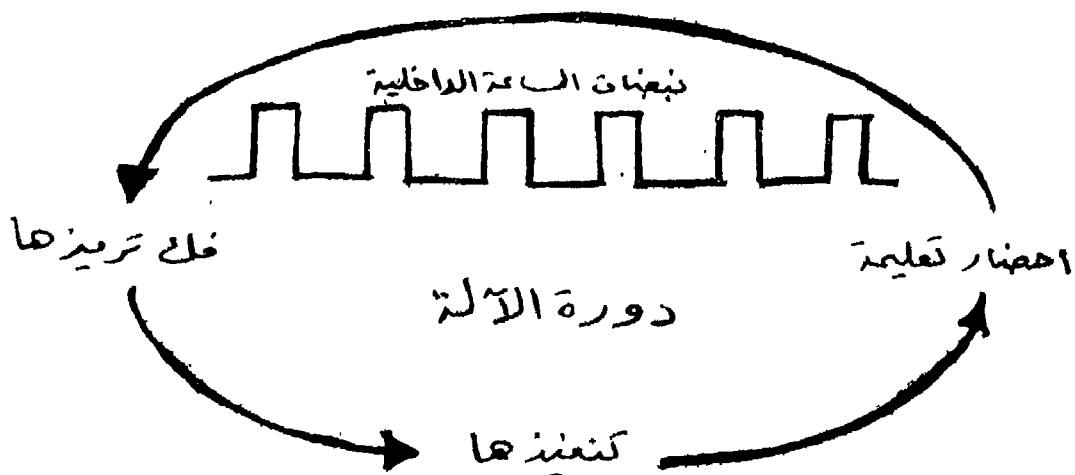 نبضات الساعة الداخلية
احضار تعليمة
فك ترميزها
دورة الآلة
تنفيذها